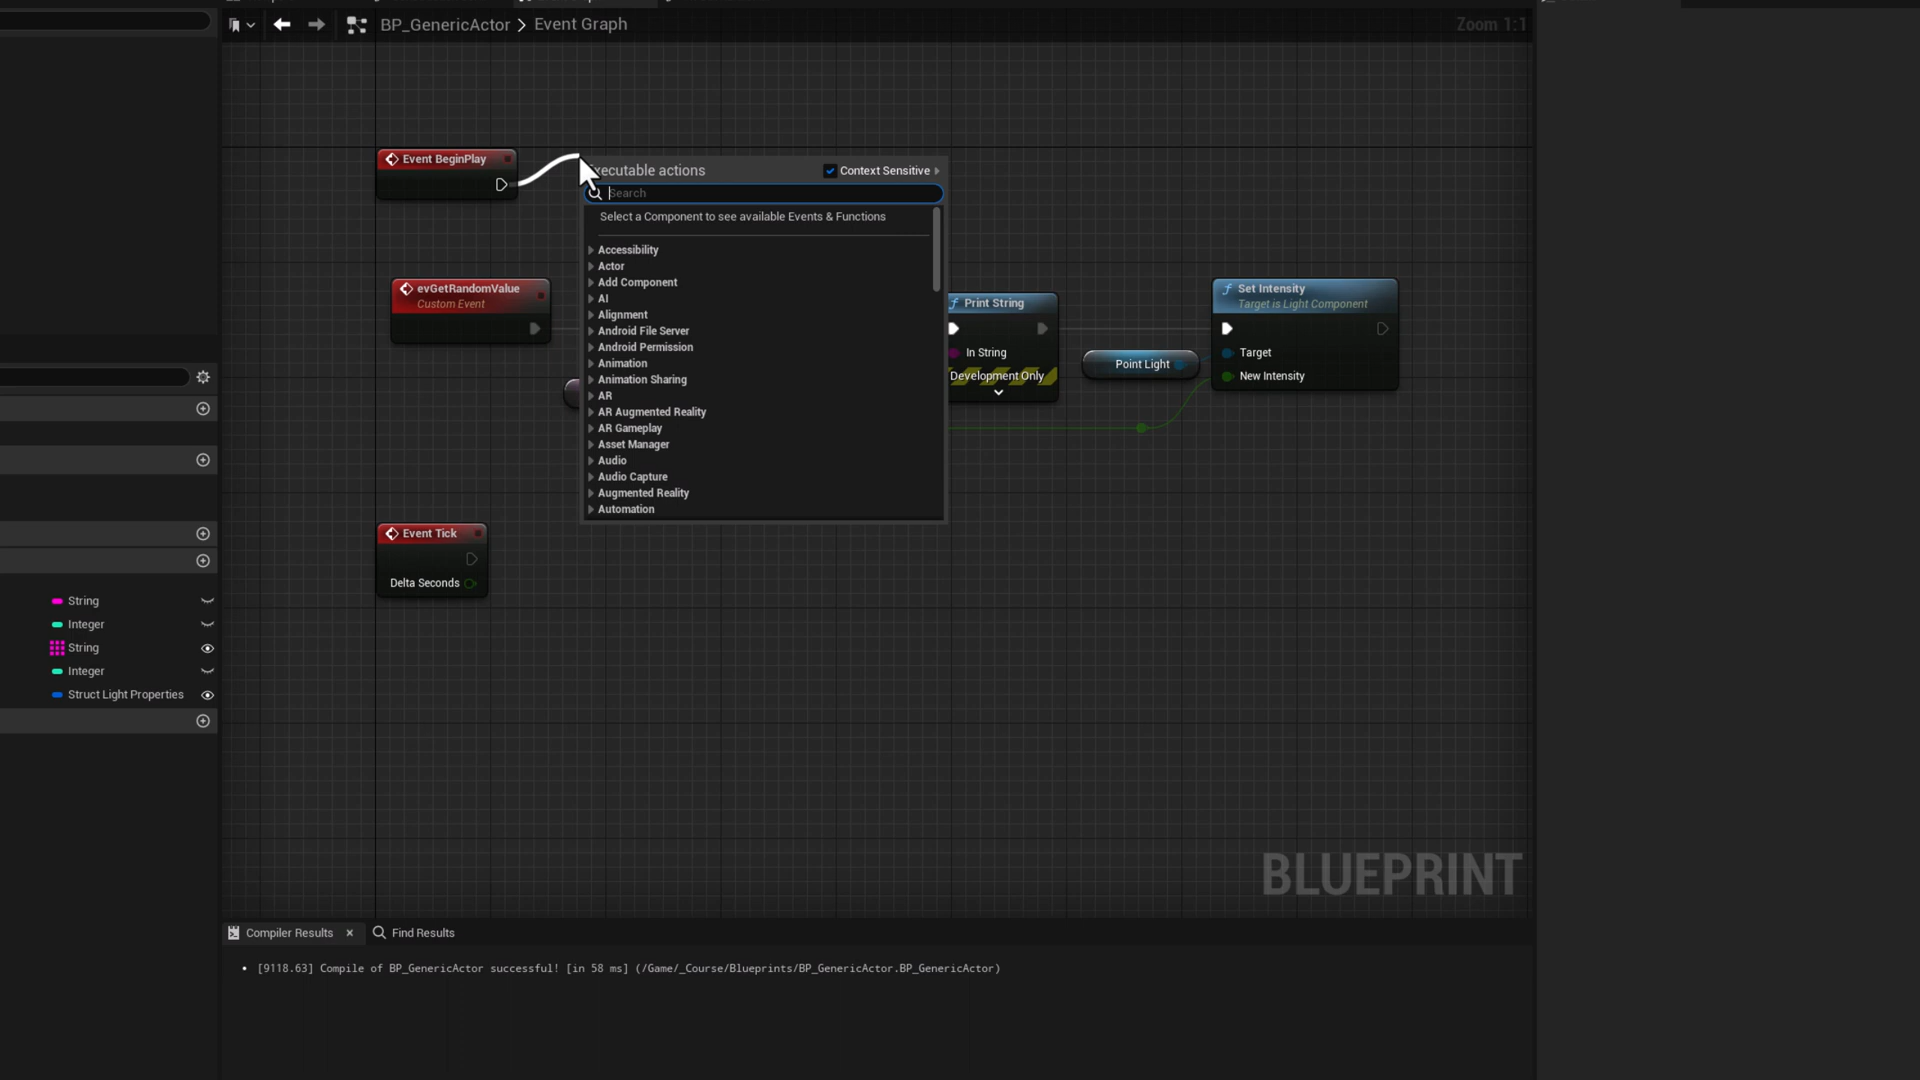 BP_GenericActor > Event Graph
Zoom 1:1
Event BeginPlay
ecutable actions
Context Sensitive
Search
Select a Component to see available Events & Functions
Accessibility
Actor
Add Component
AI
Alignment
Android File Server
Android Permission
Animation
Animation Sharing
AR
AR Augmented Reality
AR Gameplay
Asset Manager
Audio
Audio Capture
Augmented Reality
Automation
evGetRandomValue
Custom Event
Print String
In String
Development Only
Point Light
Set Intensity
Target is Light Component
Target
New Intensity
Event Tick
Delta Seconds
String
Integer
String
Integer
Struct Light Properties
BLUEPRINT
Compiler Results
Find Results
[9118.63] Compile of BP_GenericActor successful! [in 58 ms] (/Game/_Course/Blueprints/BP_GenericActor.BP_GenericActor)